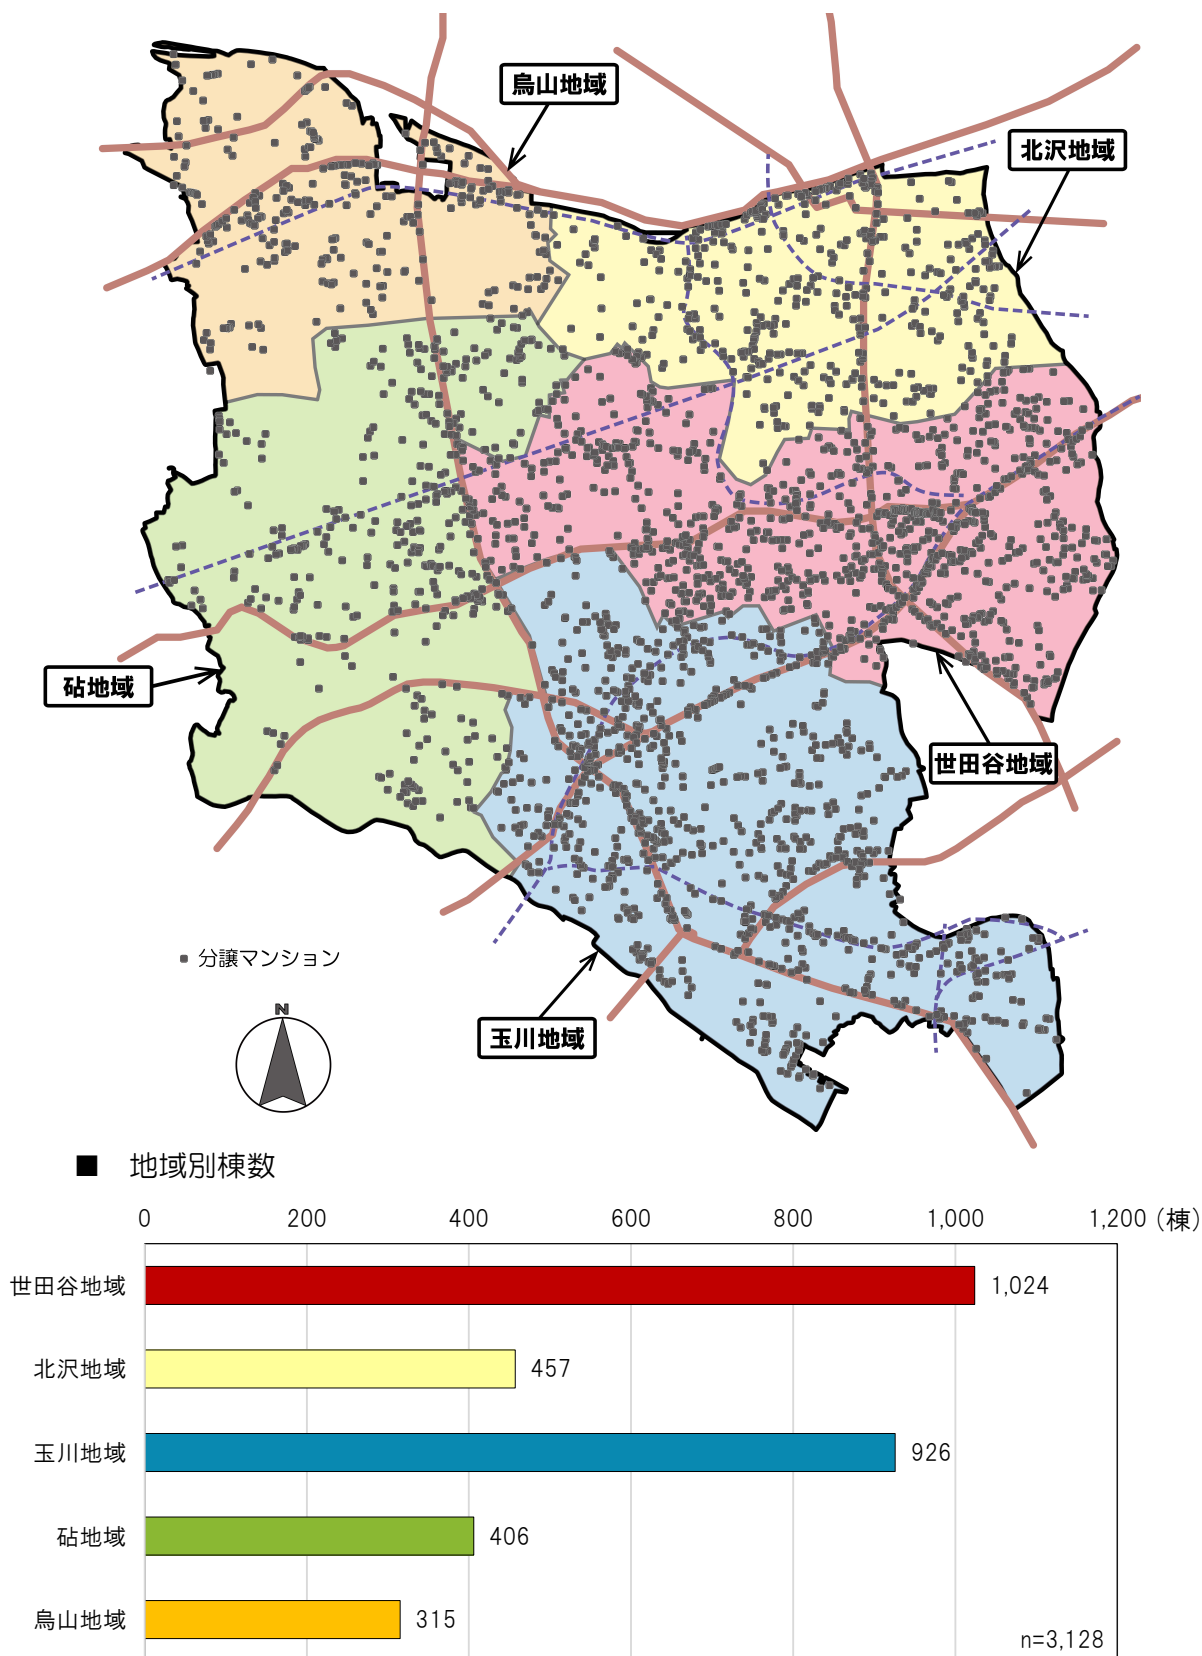 烏山地域
北沢地域
砧地域
世田谷地域
分譲マンション
N
玉川地域
■ 地域別棟数
0 200 400 600 800 1,000 1,200 (棟)
世田谷地域 1,024
北沢地域 457
玉川地域 926
砧地域 406
烏山地域 315
n=3,128